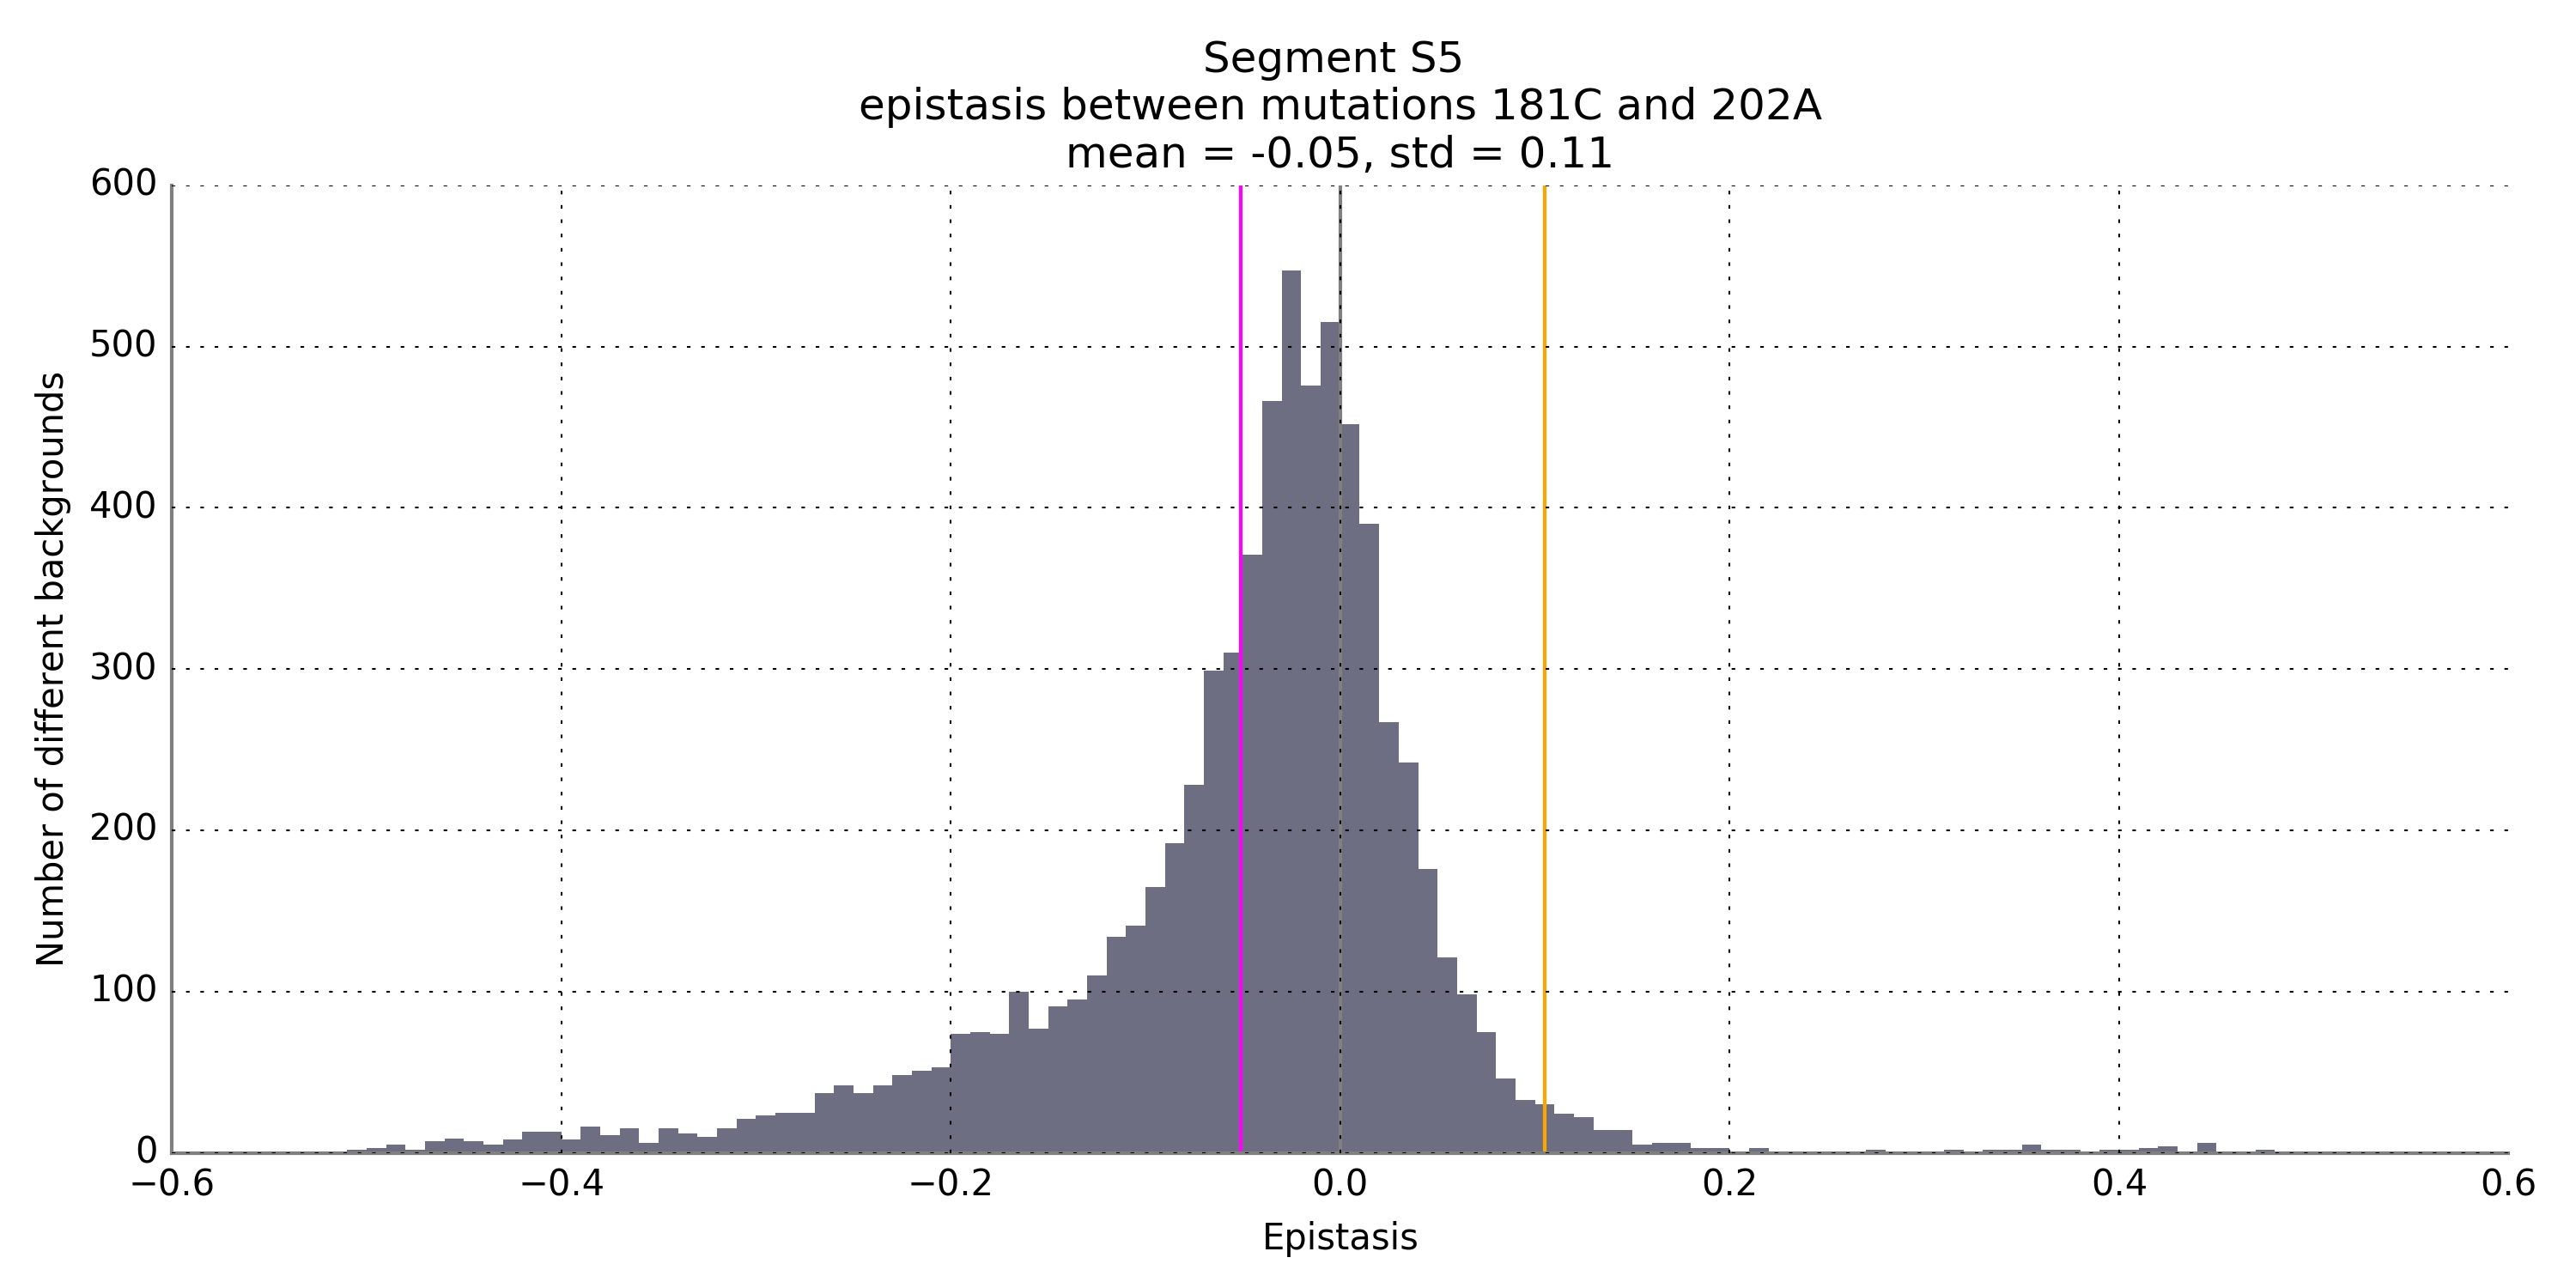 Segment S5
epistasis between mutations 181C and 202A
mean = -0.05, std = 0.11
600
500
400
300
200
100
0
Number of different backgrounds
−0.6 −0.4 −0.2 0.0 0.2 0.4 0.6
Epistasis